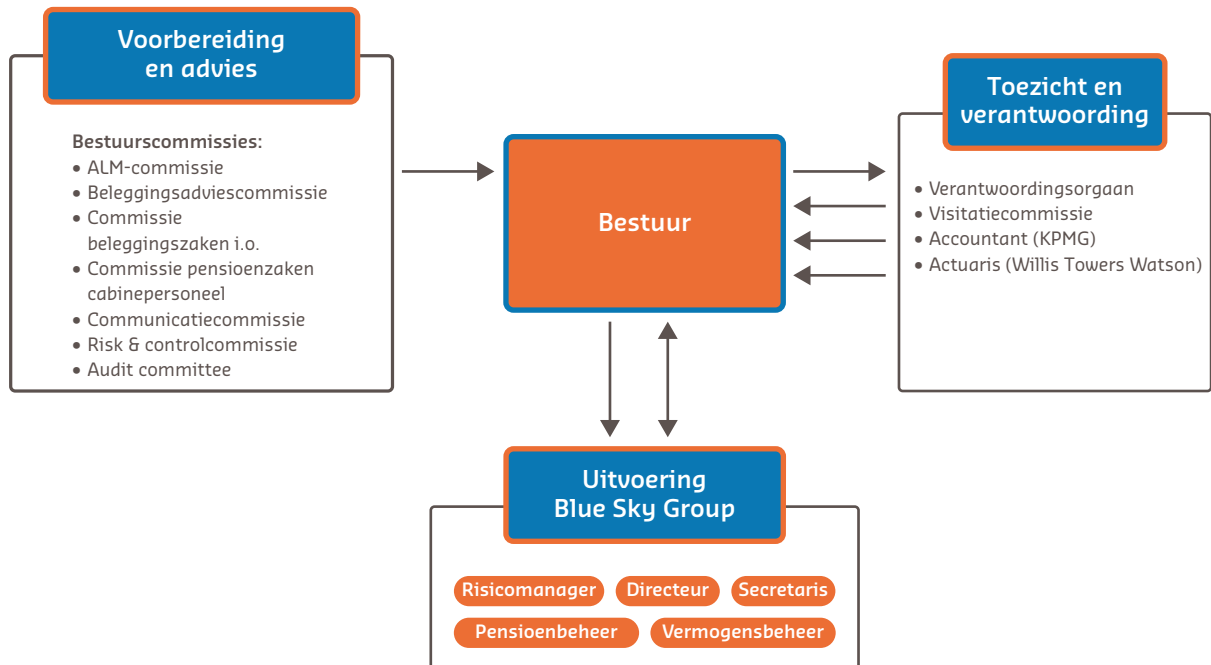 Voorbereiding
en advies
Bestuurscommissies:
• ALM-commissie
• Beleggingsadviescommissie
• Commissie
beleggingszaken i.o.
• Commissie pensioenzaken
cabinepersoneel
• Communicatiecommissie
• Risk & controlcommissie
• Audit committee
Bestuur
Toezicht en
verantwoording
• Verantwoordingsorgaan
• Visitatiecommissie
• Accountant (KPMG)
• Actuaris (Willis Towers Watson)
Uitvoering
Blue Sky Group
Risicomanager Directeur Secretaris
Pensioenbeheer Vermogensbeheer